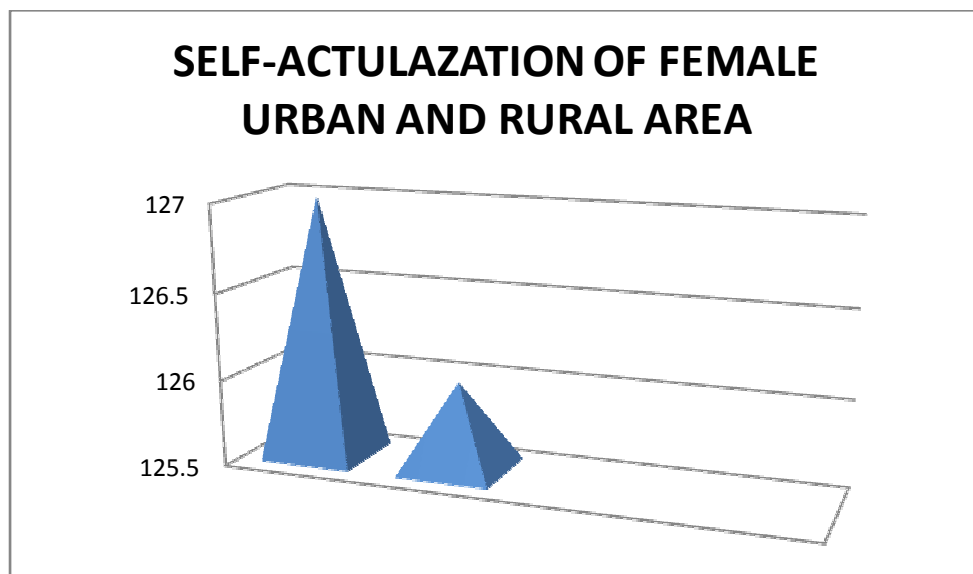 SELF-ACTULAZATION OF FEMALE
URBAN AND RURAL AREA
127
126.5
126
125.5